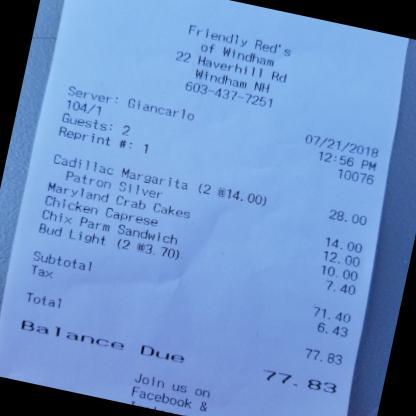 Friendly Red's
of Windham
22 Haverhill Rd
Windham NH
603-437-7251
Server: Giancarlo 07/21/2018
104/1 12:56 PM
Guests: 2 10076
Reprint #: 1
Cadillac Margarita (2 @14.00) 28.00
Patron Silver
Maryland Crab Cakes 14.00
Chicken Caprese 12.00
Chix Parm Sandwich 10.00
Bud Light (2 @3.70) 7.40
Subtotal 71.40
Tax 6.43
Total 77.83
Balance Due 77.83
Join us on
Facebook &